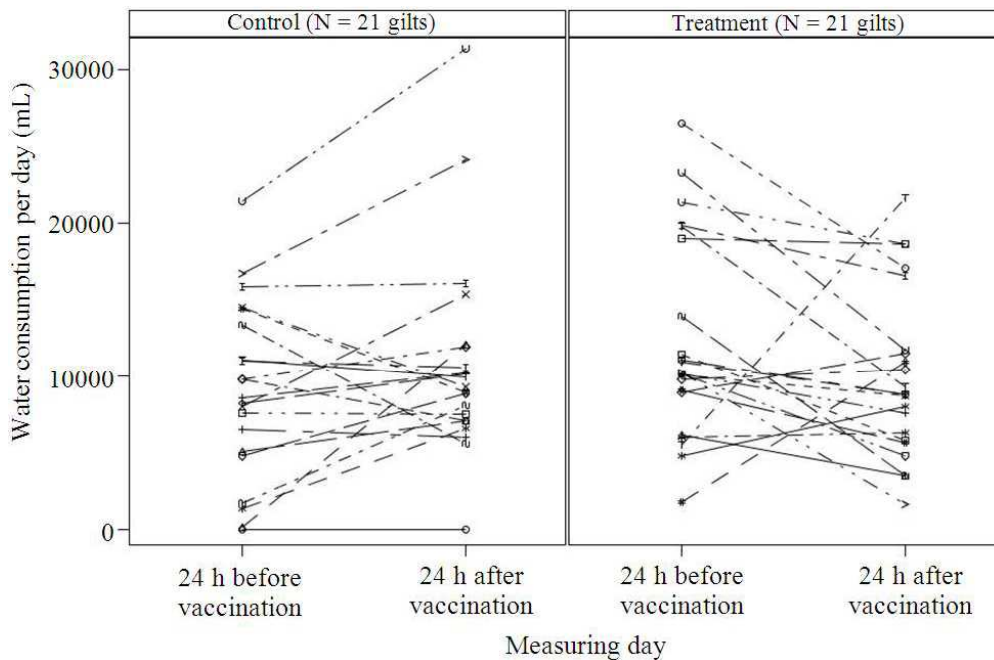 Control (N = 21 gilts)
Treatment (N = 21 gilts)
Water consumption per day (mL)
30000
20000
10000
0
24 h before
vaccination
24 h after
vaccination
24 h before
vaccination
24 h after
vaccination
Measuring day